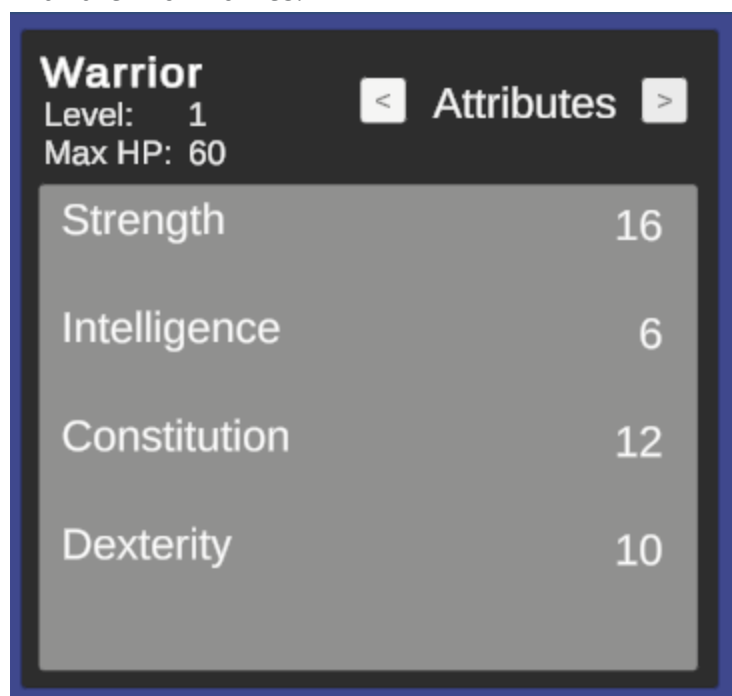 Warrior
Level: 1
Max HP: 60
< Attributes >
Strength 16
Intelligence 6
Constitution 12
Dexterity 10